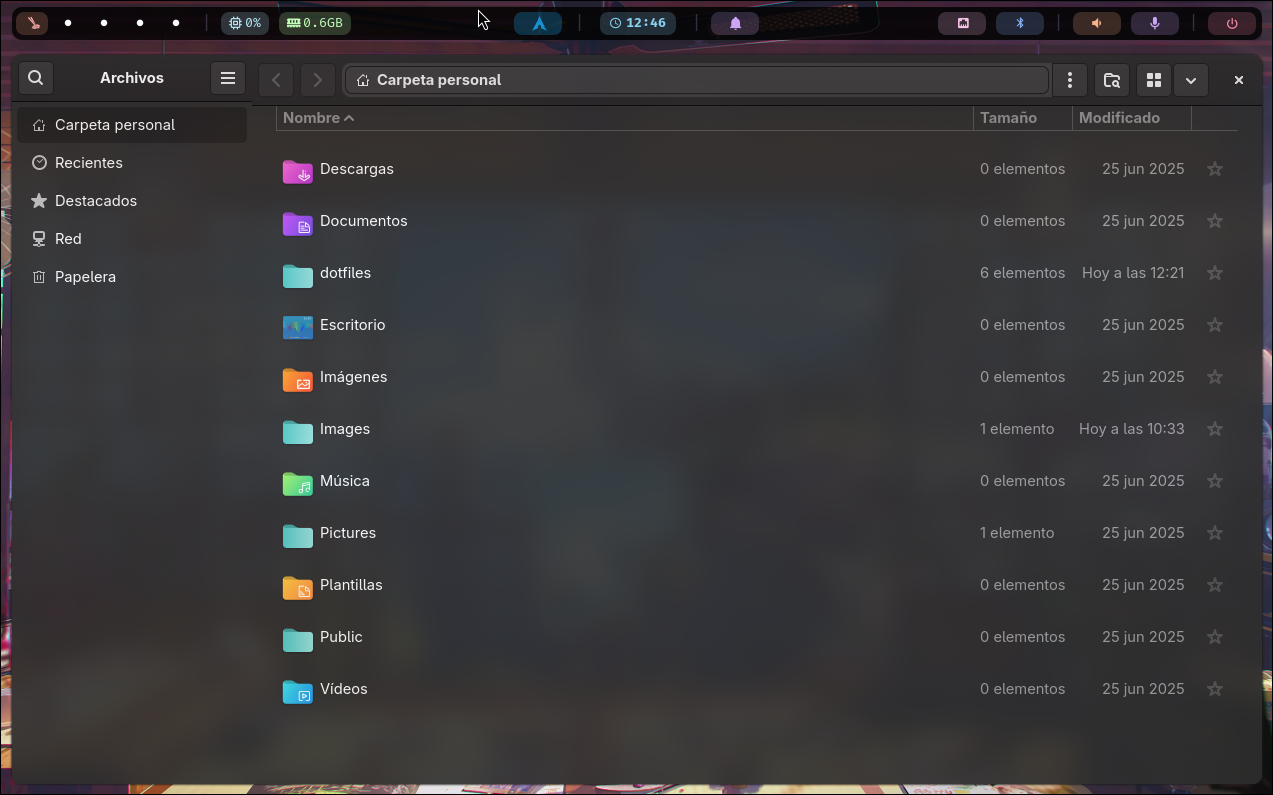 0% 0.6GB 12:46
Archivos Carpeta personal
Carpeta personal
Recientes
Destacados
Red
Papelera
Nombre Tamaño Modificado
Descargas 0 elementos 25 jun 2025
Documentos 0 elementos 25 jun 2025
dotfiles 6 elementos Hoy a las 12:21
Escritorio 0 elementos 25 jun 2025
Imágenes 0 elementos 25 jun 2025
Images 1 elemento Hoy a las 10:33
Música 0 elementos 25 jun 2025
Pictures 1 elemento 25 jun 2025
Plantillas 0 elementos 25 jun 2025
Public 0 elementos 25 jun 2025
Vídeos 0 elementos 25 jun 2025